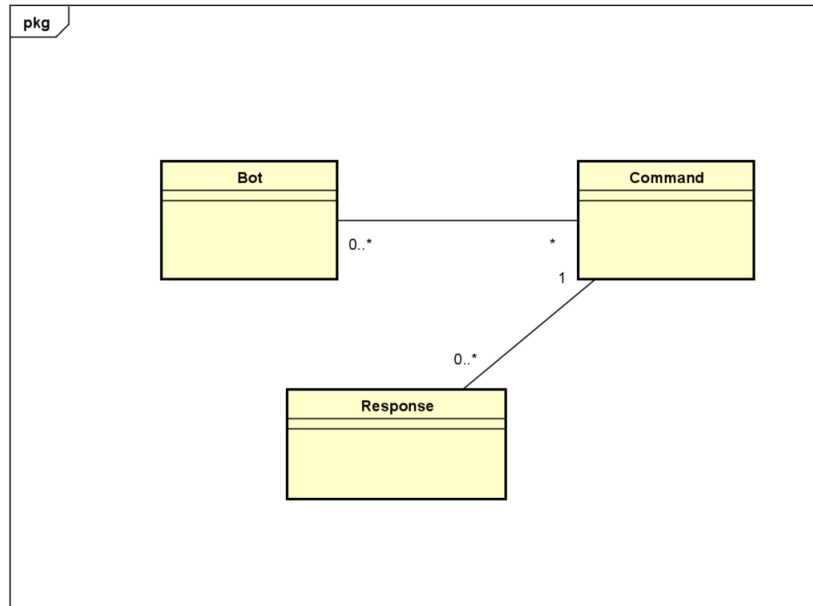 pkg
Bot
Command
0..*
*
1
0..*
Response